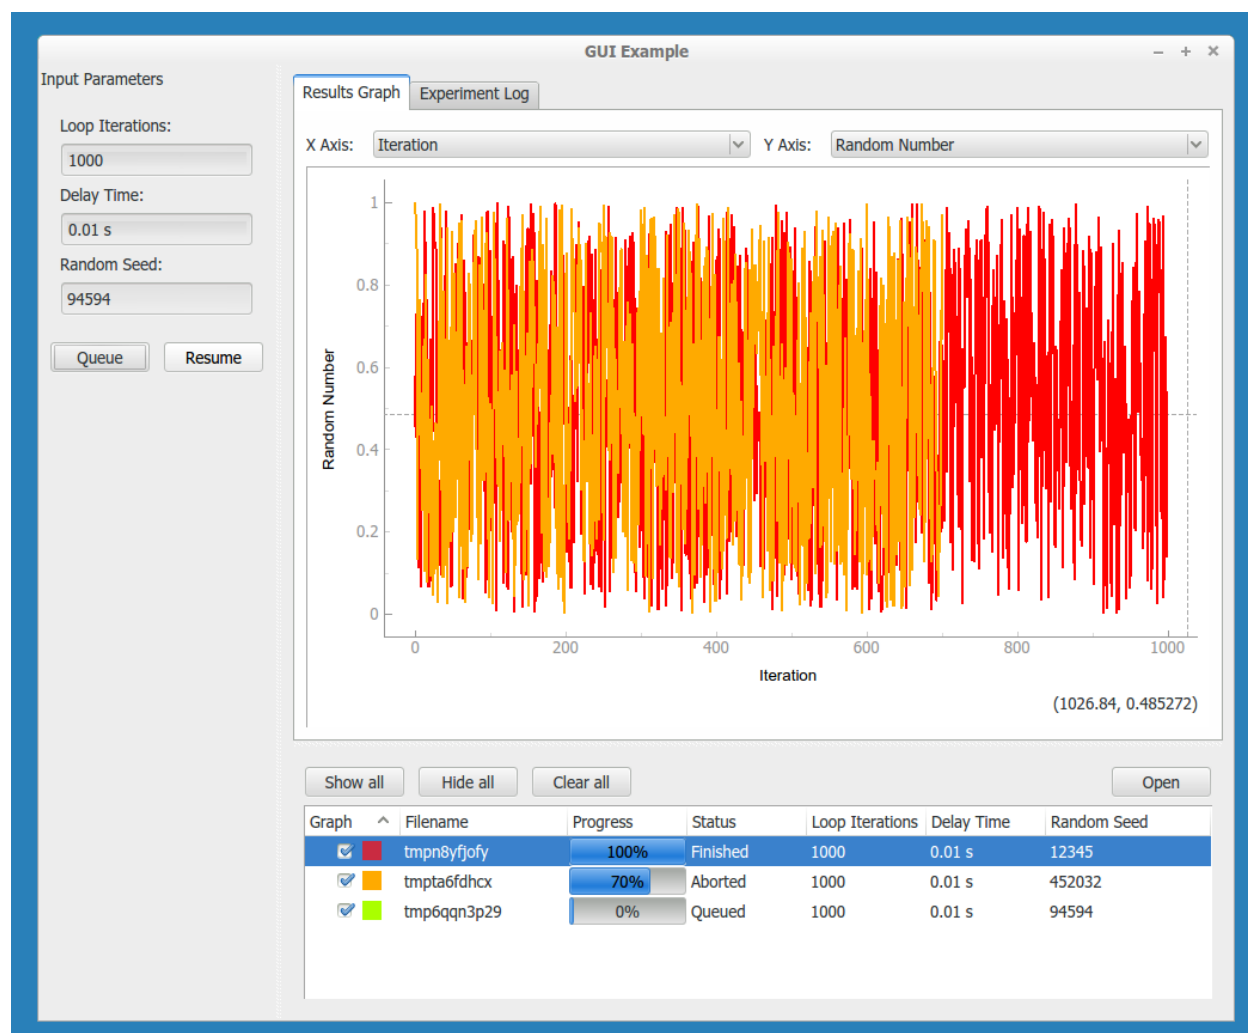 GUI Example
Input Parameters
Loop Iterations:
1000
Delay Time:
0.01 s
Random Seed:
94594
Queue Resume
Results Graph Experiment Log
X Axis: Iteration Y Axis: Random Number
1
0.8
0.6
0.4
0.2
0
Random Number
0 200 400 600 800 1000
Iteration
(1026.84, 0.485272)
Show all Hide all Clear all Open
Graph Filename Progress Status Loop Iterations Delay Time Random Seed
tmpn8yfjofy 100% Finished 1000 0.01 s 12345
tmpta6fdhcx 70% Aborted 1000 0.01 s 452032
tmp6qqn3p29 0% Queued 1000 0.01 s 94594